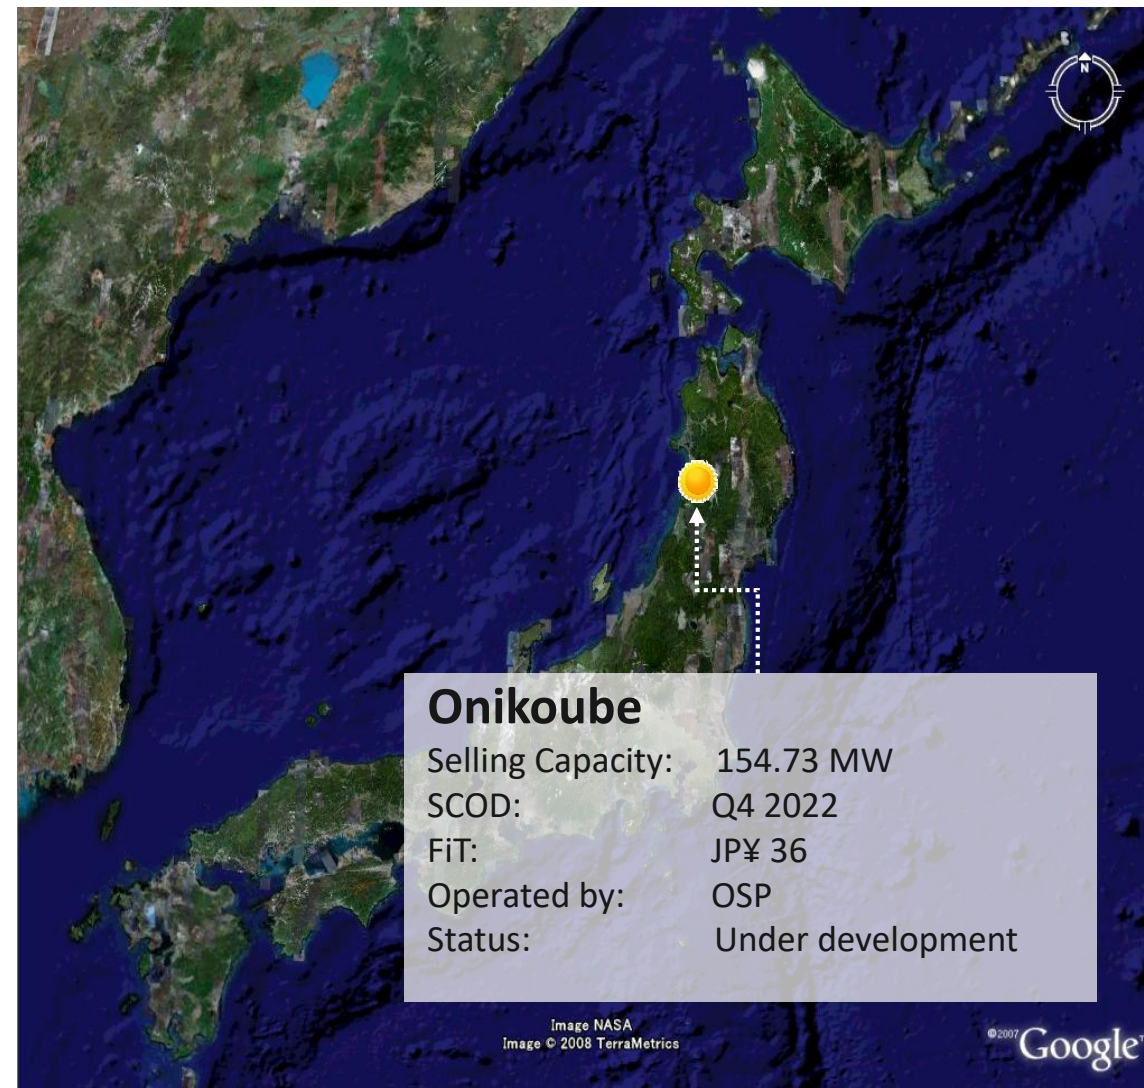 N
Onikoube
Selling Capacity: 154.73 MW
SCOD: Q4 2022
FiT: JP¥ 36
Operated by: OSP
Status: Under development
Image NASA
Image © 2008 TerraMetrics
©2007 Google™